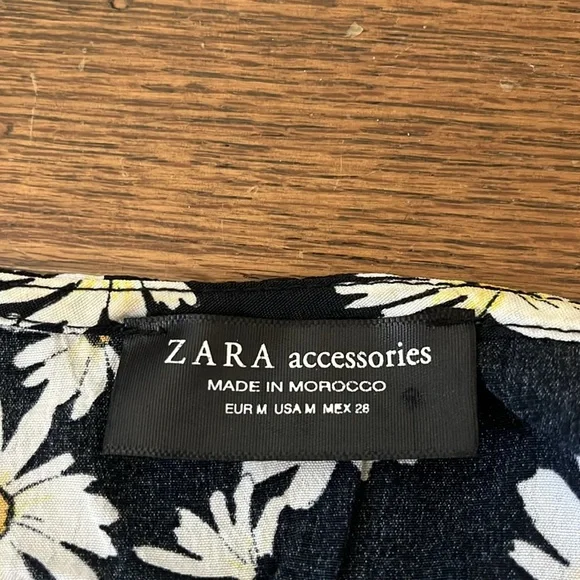 ZARA accessories
MADE IN MOROCCO
EUR M USA M MEX 28